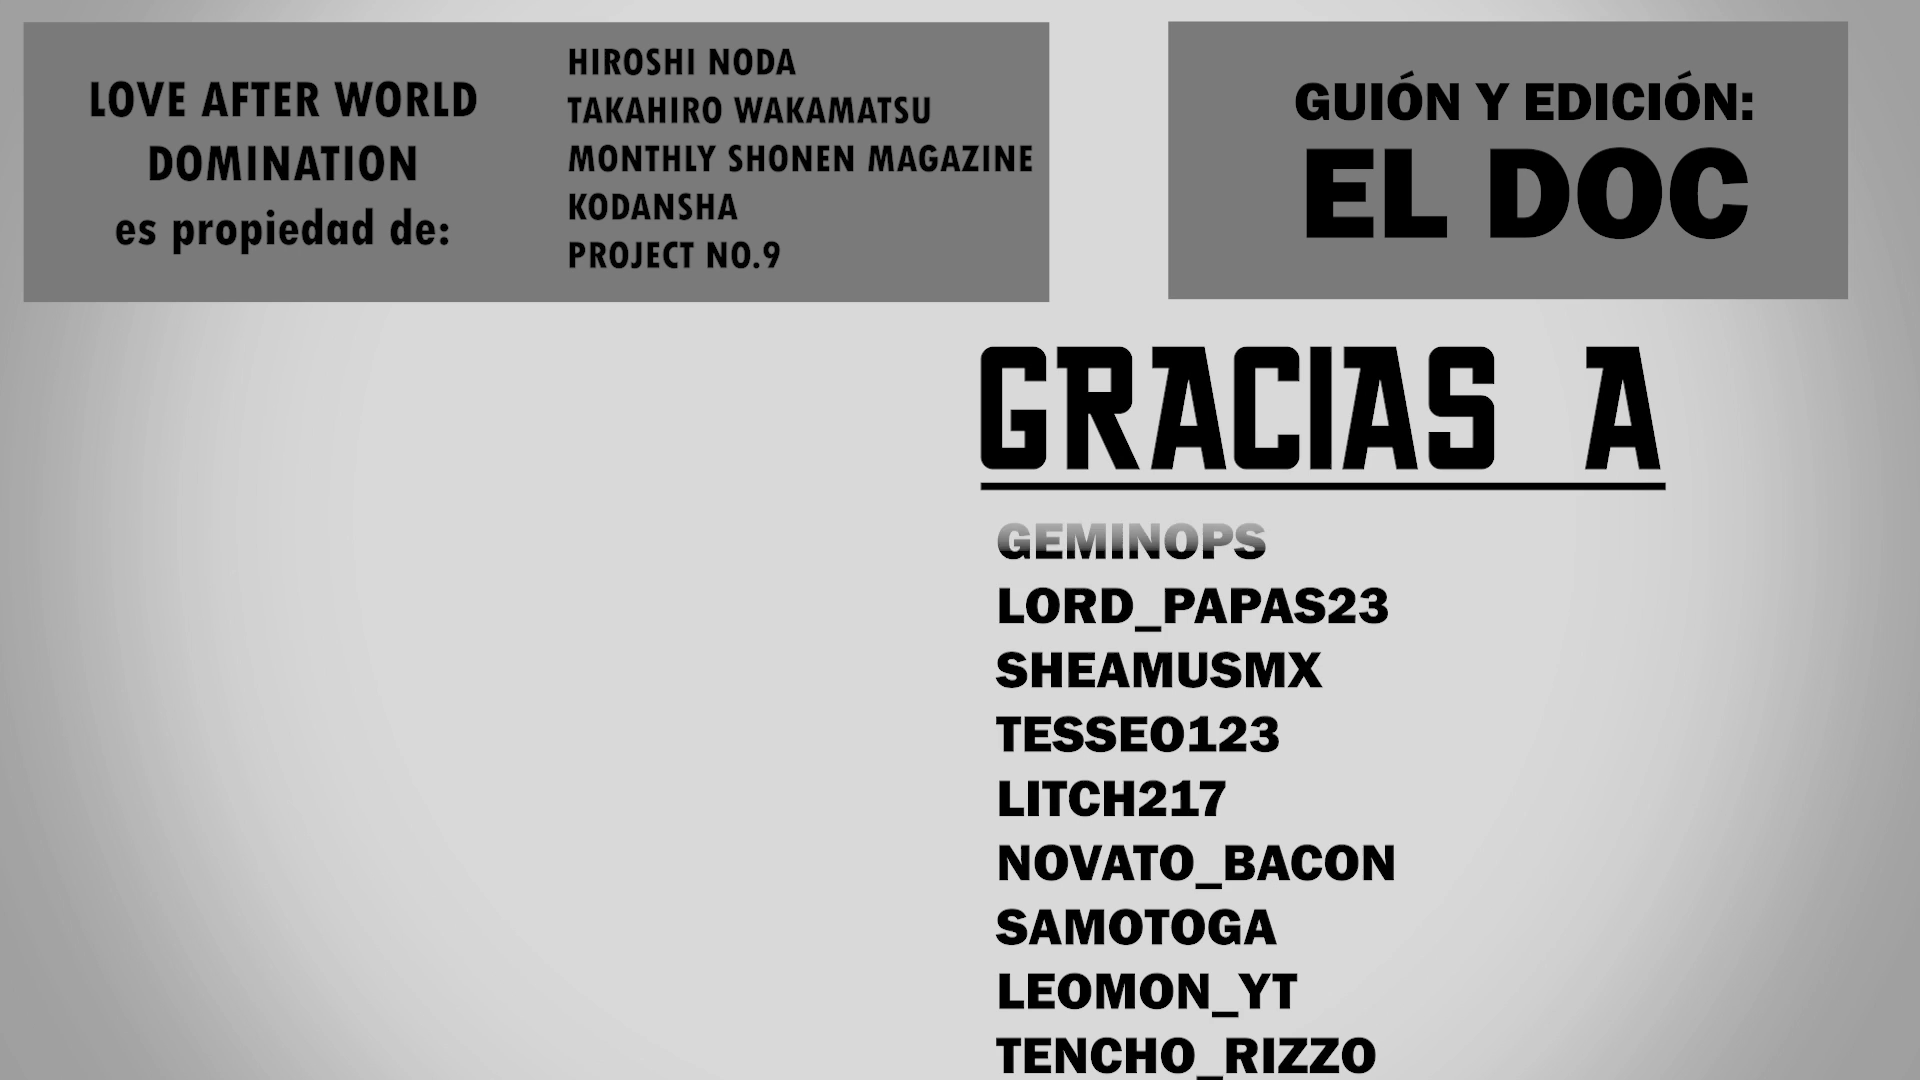 LOVE AFTER WORLD
DOMINATION
es propiedad de:
HIROSHI NODA
TAKAHIRO WAKAMATSU
MONTHLY SHONEN MAGAZINE
KODANSHA
PROJECT NO.9
GUIÓN Y EDICIÓN:
EL DOC
GRACIAS A
GEMINOPS
LORD_PAPAS23
SHEAMUSMX
TESSEO123
LITCH217
NOVATO_BACON
SAMOTOGA
LEOMON_YT
TENCHO_RIZZO